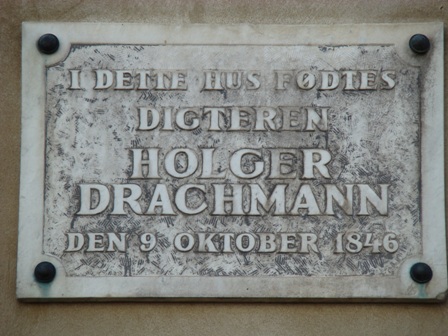 I DETTE HUS FØDTES
DIGTEREN
HOLGER
DRACHMANN
DEN 9 OKTOBER 1846